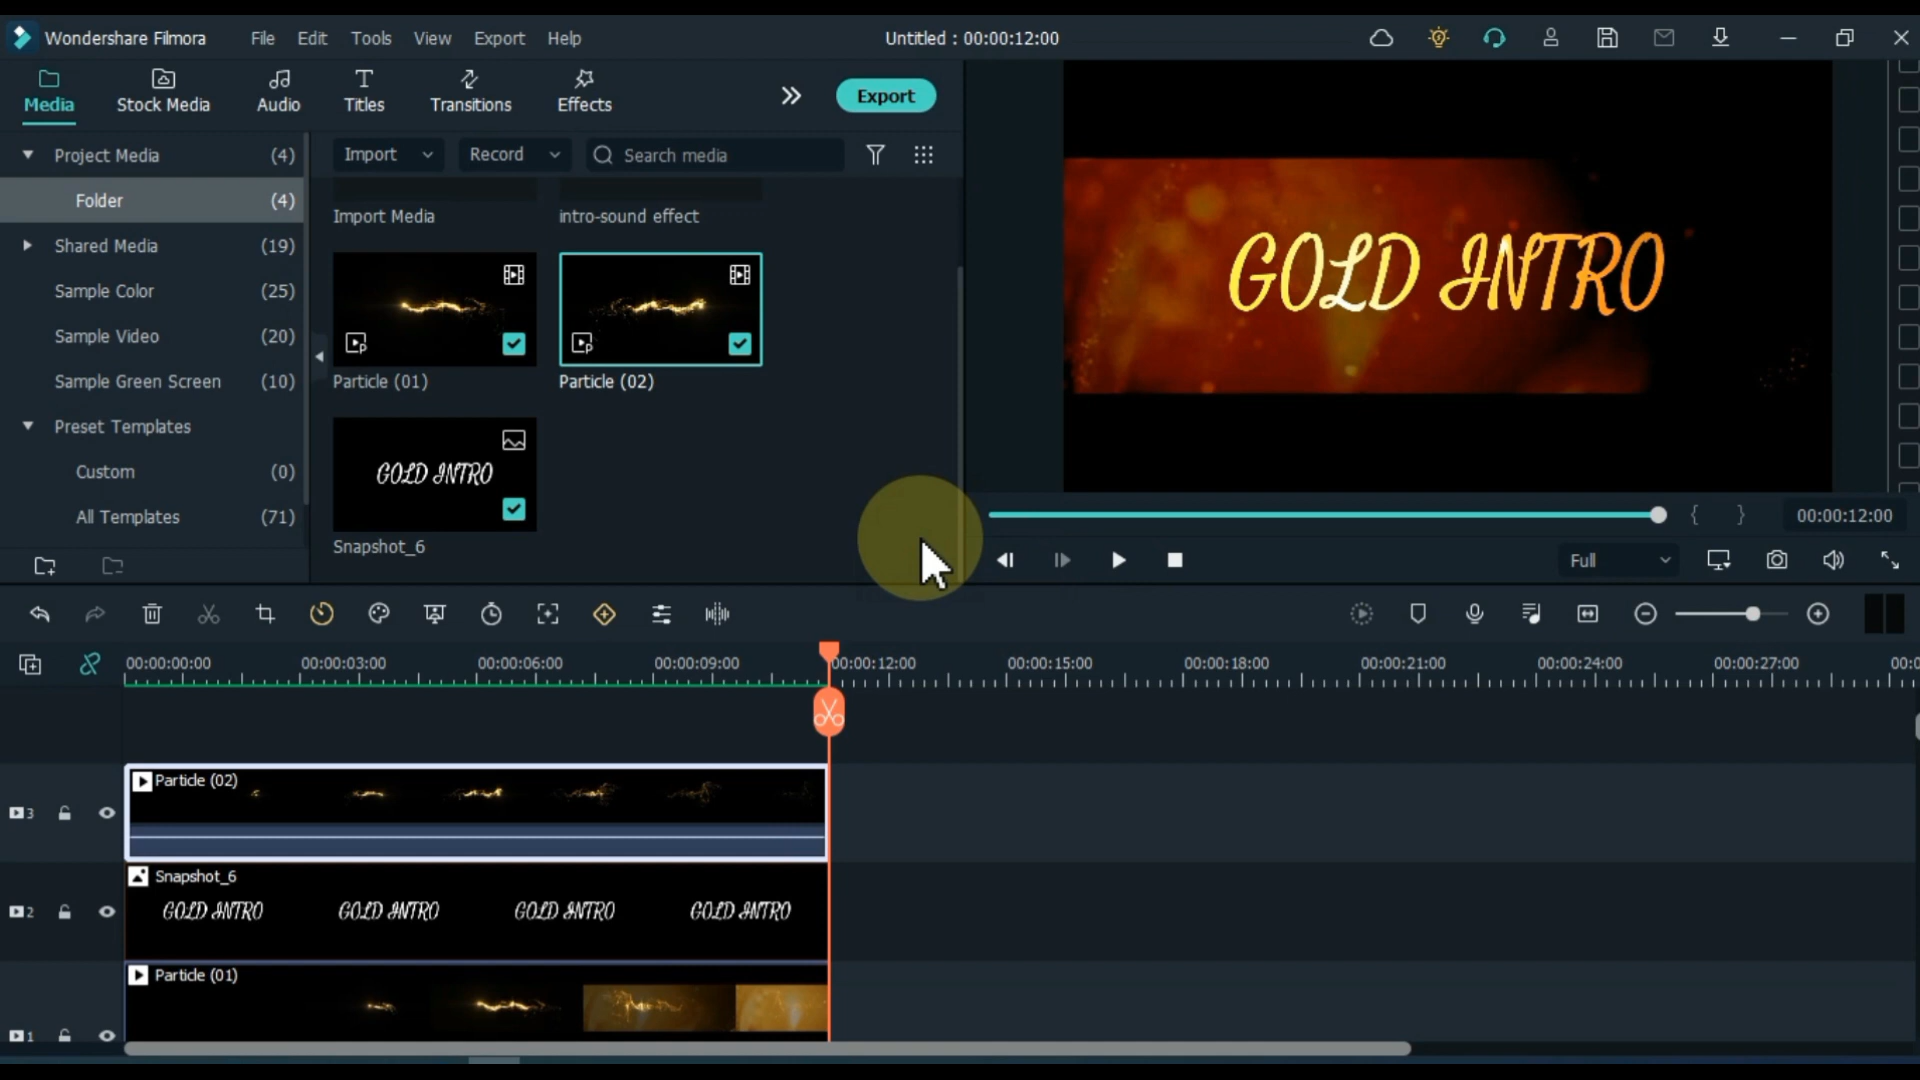 Wondershare Filmora File Edit Tools View Export Help Untitled : 00:00:12:00
Media Stock Media Audio Titles Transitions Effects Export
Project Media (4) Import Record Search media
Folder (4)
Import Media intro-sound effect
Shared Media (19)
Sample Color (25)
Sample Video (20)
Sample Green Screen (10)
Particle (01) Particle (02)
Preset Templates
Custom (0)
All Templates (71)
GOLD INTRO
Snapshot_6
GOLD INTRO
00:00:12:00
Full
00:00:00:00 00:00:03:00 00:00:06:00 00:00:09:00 00:00:12:00 00:00:15:00 00:00:18:00 00:00:21:00 00:00:24:00 00:00:27:00 00:0
Particle (02)
3
Snapshot_6
2 GOLD INTRO GOLD INTRO GOLD INTRO GOLD INTRO
Particle (01)
1